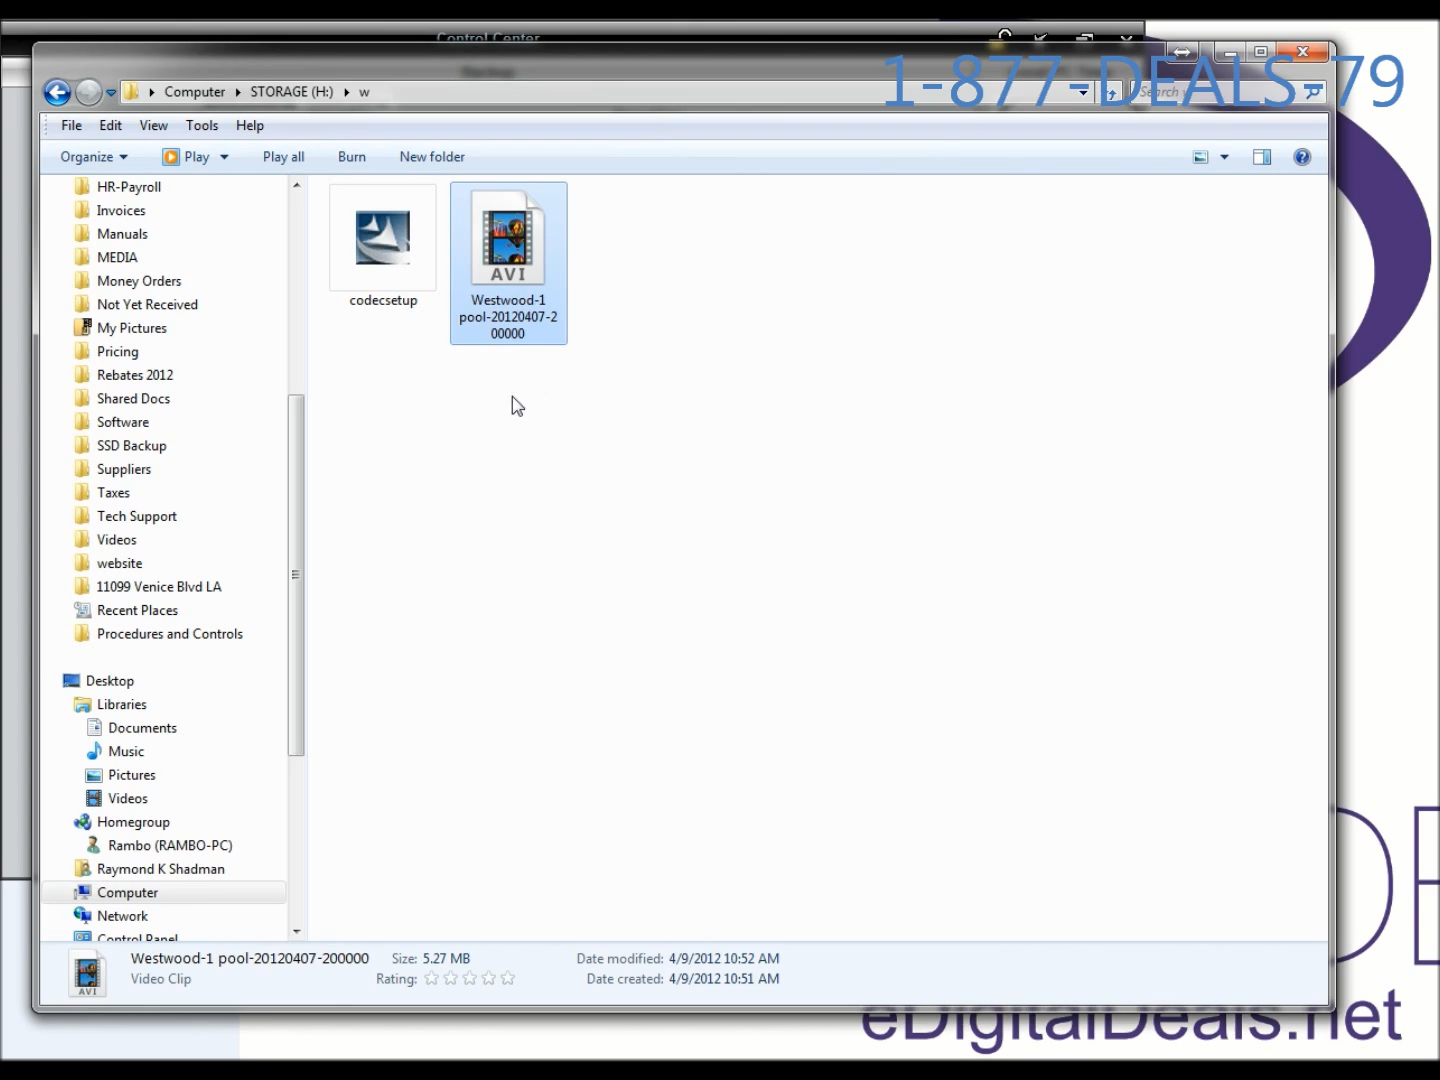 Control Center
1-877-DEALS-79
Computer STORAGE (H:) w
Search w
File Edit View Tools Help
Organize Play Play all Burn New folder
HR-Payroll
Invoices
Manuals
MEDIA
Money Orders
Not Yet Received
My Pictures
Pricing
Rebates 2012
Shared Docs
Software
SSD Backup
Suppliers
Taxes
Tech Support
Videos
website
11099 Venice Blvd LA
Recent Places
Procedures and Controls
Desktop
Libraries
Documents
Music
Pictures
Videos
Homegroup
Rambo (RAMBO-PC)
Raymond K Shadman
Computer
Network
Control Panel
codecsetup
AVI
Westwood-1
pool-20120407-2
00000
AVI
Westwood-1 pool-20120407-200000 Size: 5.27 MB Date modified: 4/9/2012 10:52 AM
Video Clip Rating: Date created: 4/9/2012 10:51 AM
DE
eDigitalDeals.net